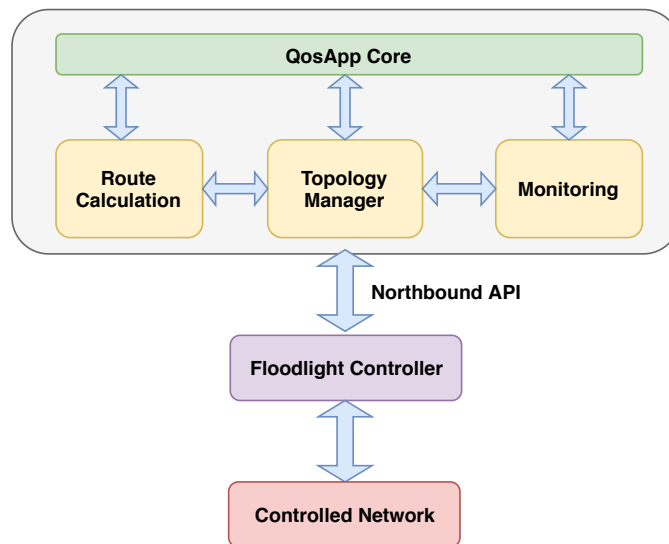 QosApp Core
Route
Calculation
Topology
Manager
Monitoring
Northbound API
Floodlight Controller
Controlled Network